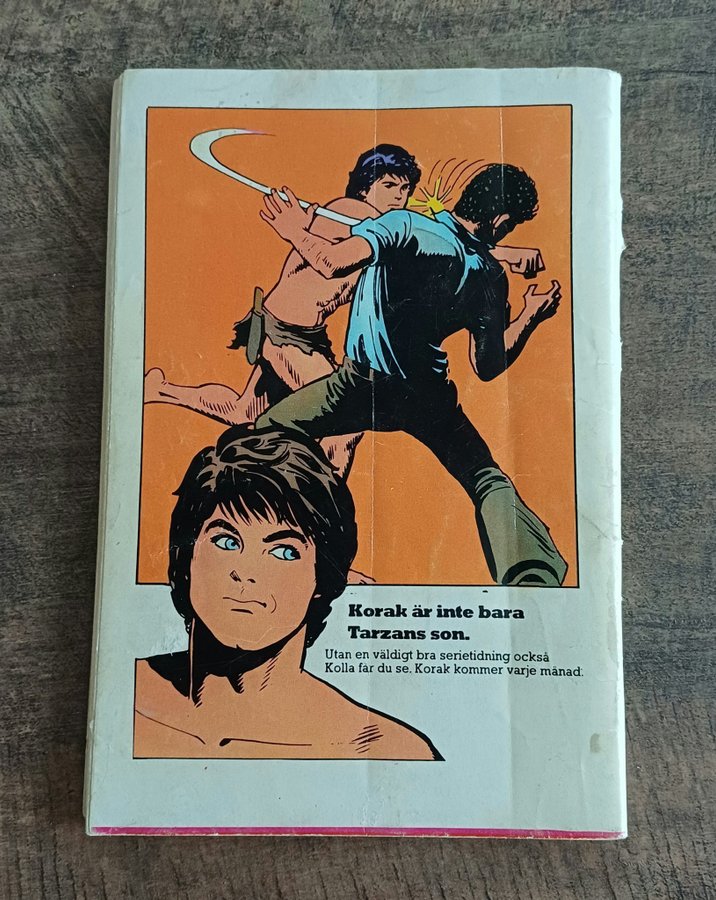 Korak är inte bara
Tarzans son.
Utan en väldigt bra serietidning också
Kolla får du se. Korak kommer varje månad.